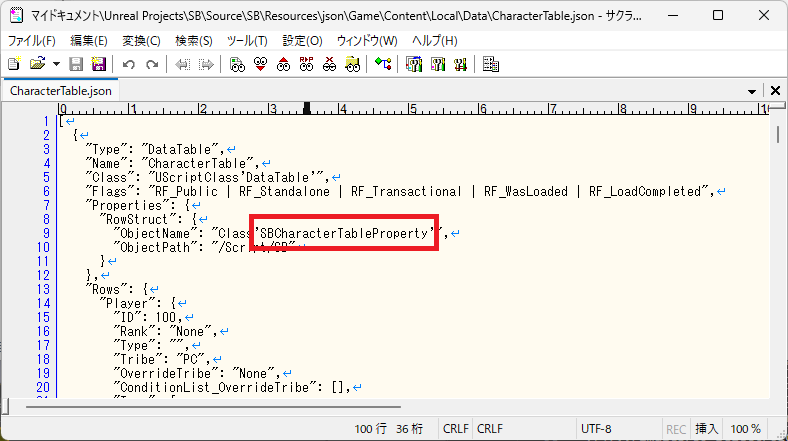 マイドキュメント\Unreal Projects\SB\Source\SB\Resources\json\Game\Content\Local\Data\CharacterTable.json - サクラ...
ファイル(F) 編集(E) 変換(C) 検索(S) ツール(T) 設定(O) ウィンドウ(W) ヘルプ(H)
CharacterTable.json
0 1 2 3 4 5 6 7 8 9 10
1 [↵
2 {↵
3 "Type": "DataTable",↵
4 "Name": "CharacterTable",↵
5 "Class": "UScriptClass'DataTable'",↵
6 "Flags": "RF_Public | RF_Standalone | RF_Transactional | RF_WasLoaded | RF_LoadCompleted",↵
7 "Properties": {↵
8 "RowStruct": {↵
9 "ObjectName": "Class'SBCharacterTableProperty'",↵
10 "ObjectPath": "/Script/SB"↵
11 }↵
12 },↵
13 "Rows": {↵
14 "Player": {↵
15 "ID": 100,↵
16 "Rank": "None",↵
17 "Type": "",↵
18 "Tribe": "PC",↵
19 "OverrideTribe": "None",↵
20 "ConditionList_OverrideTribe": [],↵
21
100 行 36 桁 CRLF CRLF UTF-8 REC 挿入 100 %